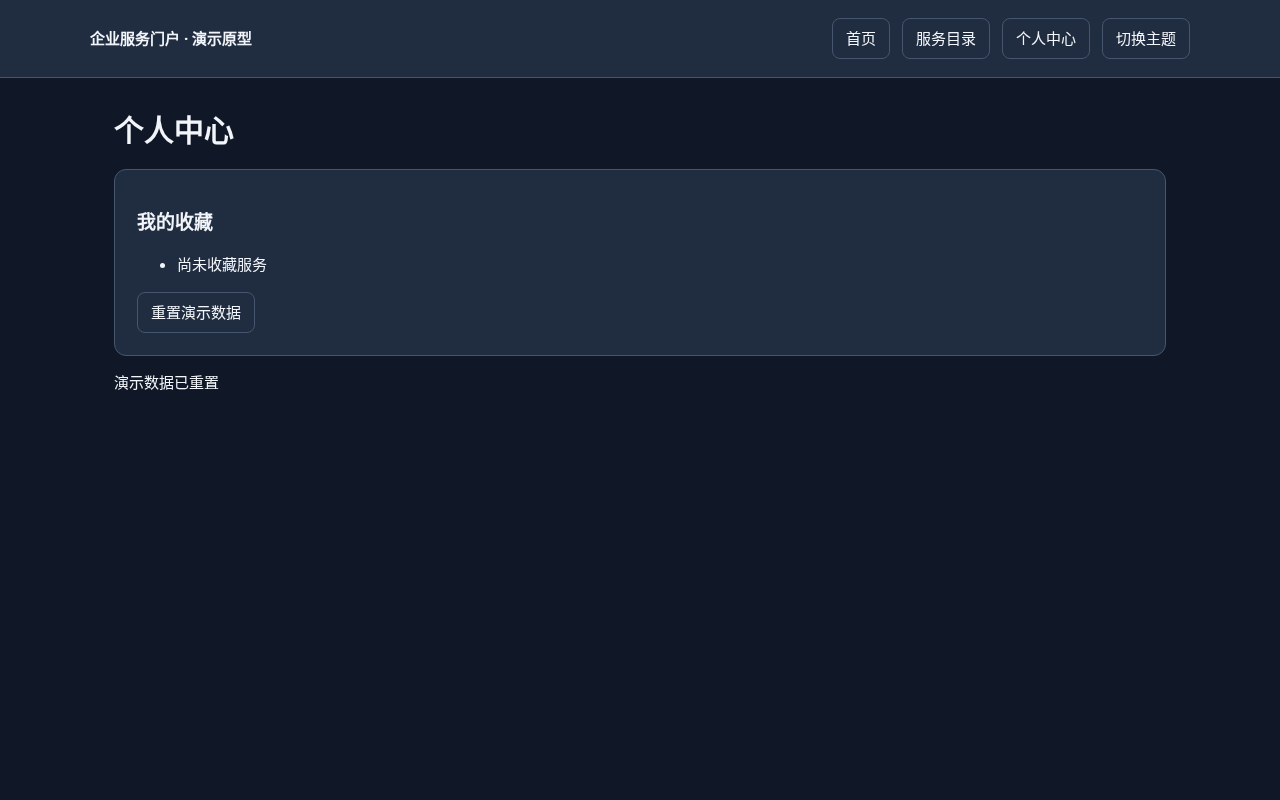 企业服务门户 · 演示原型
首页
服务目录
个人中心
切换主题
个人中心
我的收藏
尚未收藏服务
重置演示数据
演示数据已重置